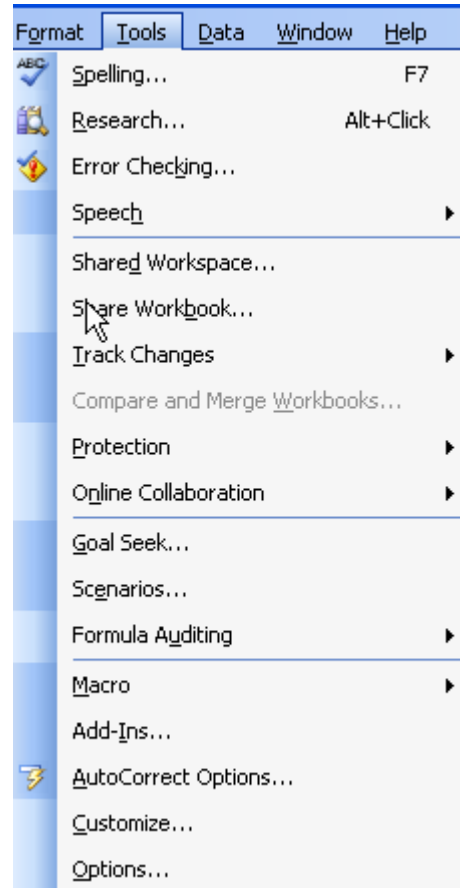 Format Tools Data Window Help
ABC
Spelling... F7
Research... Alt+Click
Error Checking...
Speech
Shared Workspace...
Share Workbook...
Track Changes
Compare and Merge Workbooks...
Protection
Online Collaboration
Goal Seek...
Scenarios...
Formula Auditing
Macro
Add-Ins...
AutoCorrect Options...
Customize...
Options...